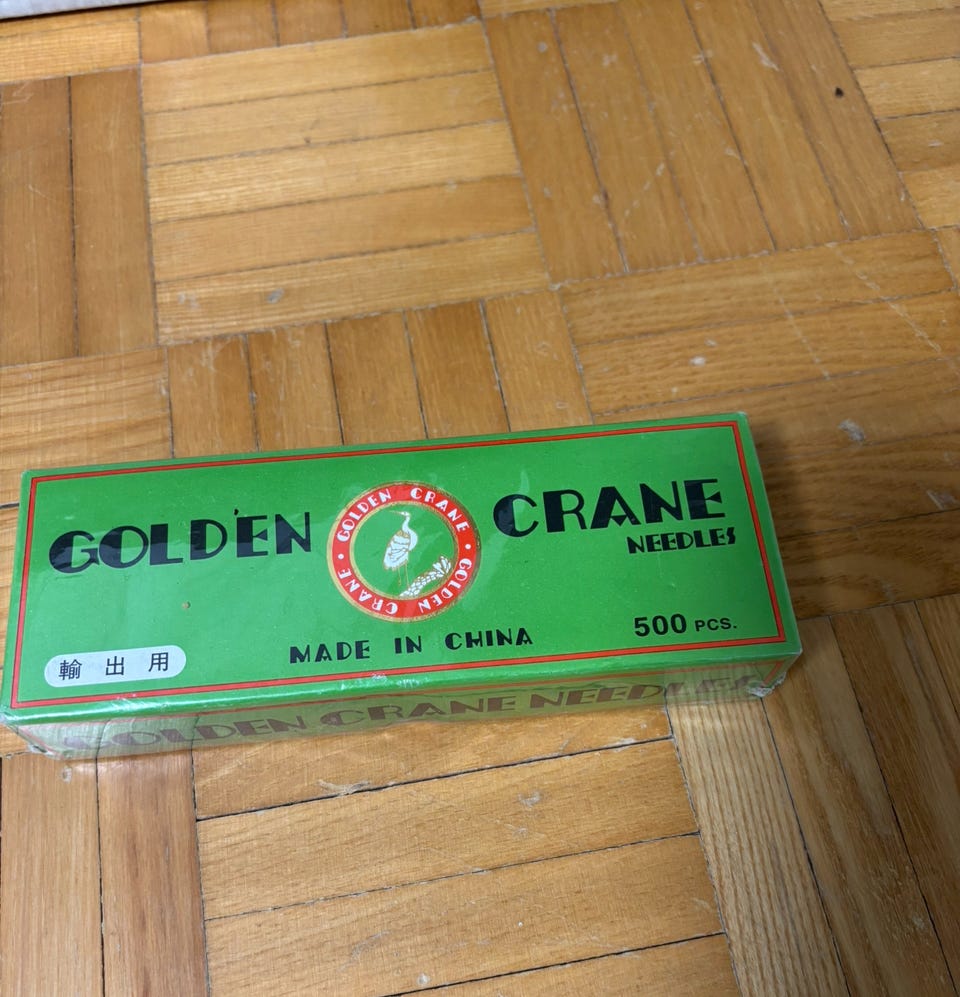 GOLDEN CRANE
NEEDLES
GOLDEN CRANE · GOLDEN CRANE ·
500 PCS.
MADE IN CHINA
輸出用
GOLDEN CRANE NEEDLES